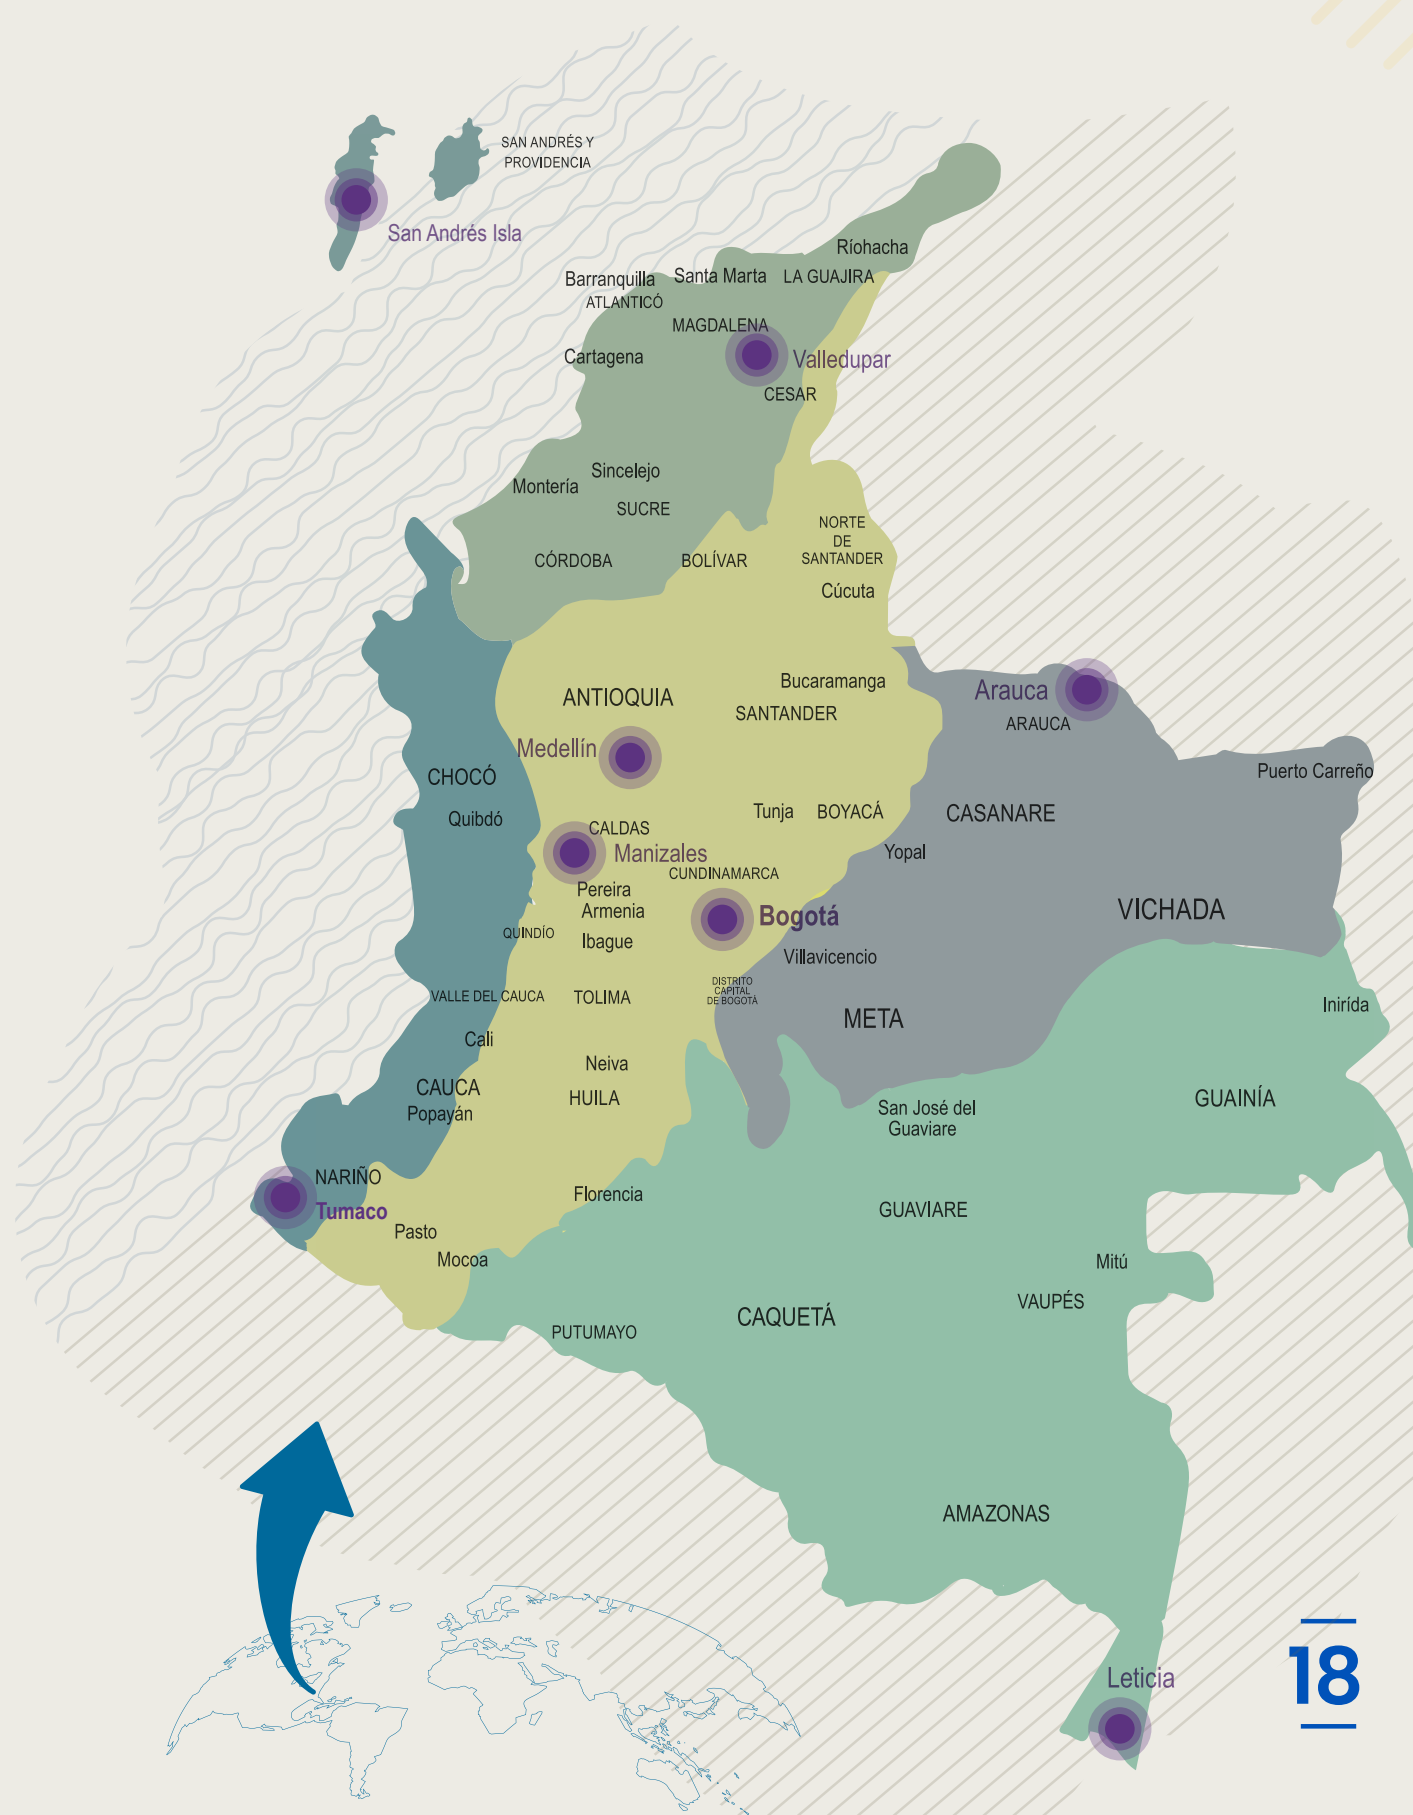 SAN ANDRÉS Y
PROVIDENCIA
San Andrés Isla
Ríohacha
Barranquilla
Santa Marta
LA GUAJIRA
ATLANTICÓ
MAGDALENA
Cartagena
Valledupar
CESAR
Sincelejo
Montería
SUCRE
NORTE
DE
SANTANDER
CÓRDOBA
BOLÍVAR
Cúcuta
Bucaramanga
Arauca
ANTIOQUIA
SANTANDER
ARAUCA
Medellín
CHOCÓ
Puerto Carreño
Quibdó
Tunja
BOYACÁ
CASANARE
CALDAS
Manizales
Yopal
CUNDINAMARCA
Pereira
Armenia
Bogotá
VICHADA
QUINDÍO
Ibague
Villavicencio
DISTRITO
CAPITAL
DE BOGOTÁ
VALLE DEL CAUCA
TOLIMA
META
Inirída
Cali
Neiva
CAUCA
HUILA
GUAINÍA
Popayán
San José del
Guaviare
NARIÑO
Florencia
Tumaco
GUAVIARE
Pasto
Mocoa
Mitú
VAUPÉS
CAQUETÁ
PUTUMAYO
AMAZONAS
Leticia
18